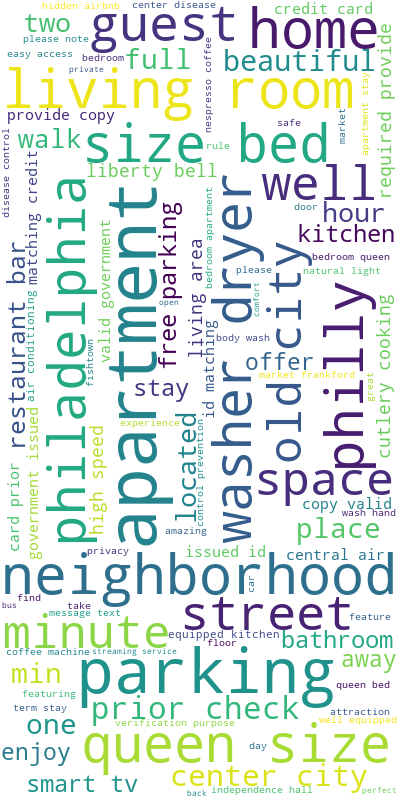 hidden airbnb
center disease
credit card
two
guest
home
please note
easy access
bedroom
full
beautiful
private
living room
nespresso coffee
provide copy
safe
market
apartment stay
required provide
disease control
walk
size bed
rule
liberty bell
well
matching credit
door
hour
bedroom apartment
kitchen
please
bedroom queen
natural light
philadelphia
apartment
free parking
living area
washer dryer
old city
philly
restaurant bar
air conditioning
valid government
open
comfort
fishtown
id matching
body wash
offer
market frankford
stay
great
cutlery cooking
experience
card prior
government issued
high speed
located
control prevention
space
amazing
copy valid
wash hand
place
privacy
issued id
central air
neighborhood
find
take
car
bus
message text
street
feature
minute
equipped kitchen
floor
bathroom
coffee machine
streaming service
away
min
parking
queen bed
featuring
term stay
prior check
attraction
one
verification purpose
well equipped
enjoy
queen size
day
center city
smart tv
independence hall
back
perfect